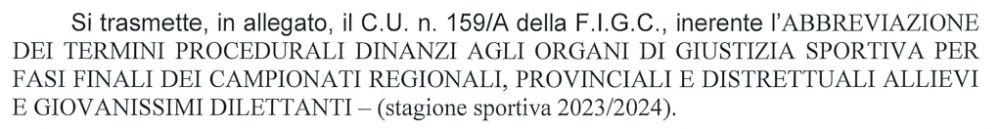 Si trasmette, in allegato, il C.U. n. 159/A della F.I.G.C., inerente l'ABBREVIAZIONE
DEI TERMINI PROCEDURALI DINANZI AGLI ORGANI DI GIUSTIZIA SPORTIVA PER
FASI FINALI DEI CAMPIONATI REGIONALI, PROVINCIALI E DISTRETTUALI ALLIEVI
E GIOVANISSIMI DILETTANTI – (stagione sportiva 2023/2024).